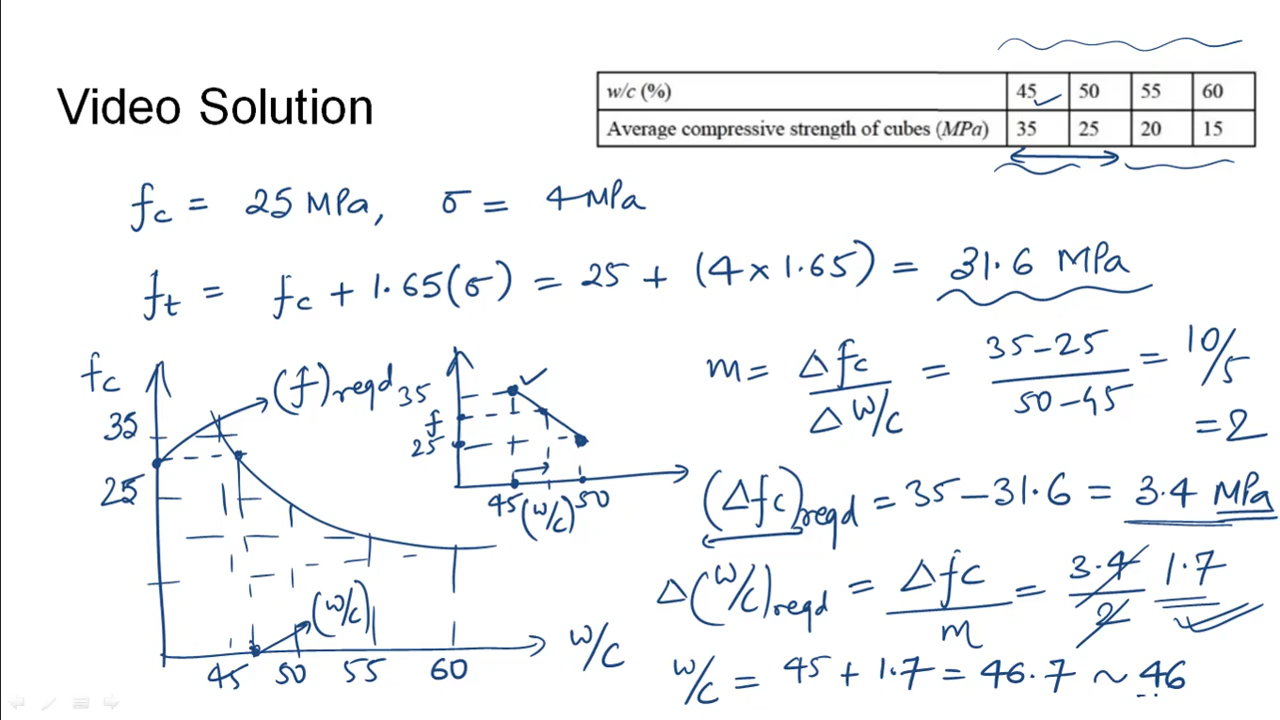 Video Solution
w/c (%) 45 50 55 60
Average compressive strength of cubes (MPa) 35 25 20 15
fc = 25 MPa, σ = 4 MPa
ft = fc + 1.65(σ) = 25 + (4 × 1.65) = 31.6 MPa
fc
35
25
(f)reqd
45 50 55 60
(w/c)
w/c
35
f
25
45 (w/c) 50
m = Δfc / Δw/c = 35-25 / 50-45 = 10/5
= 2
(Δfc)reqd = 35 - 31.6 = 3.4 MPa
Δ(w/c)reqd = Δfc / m = 3.4 / 2 1.7
w/c = 45 + 1.7 = 46.7 ~ 46